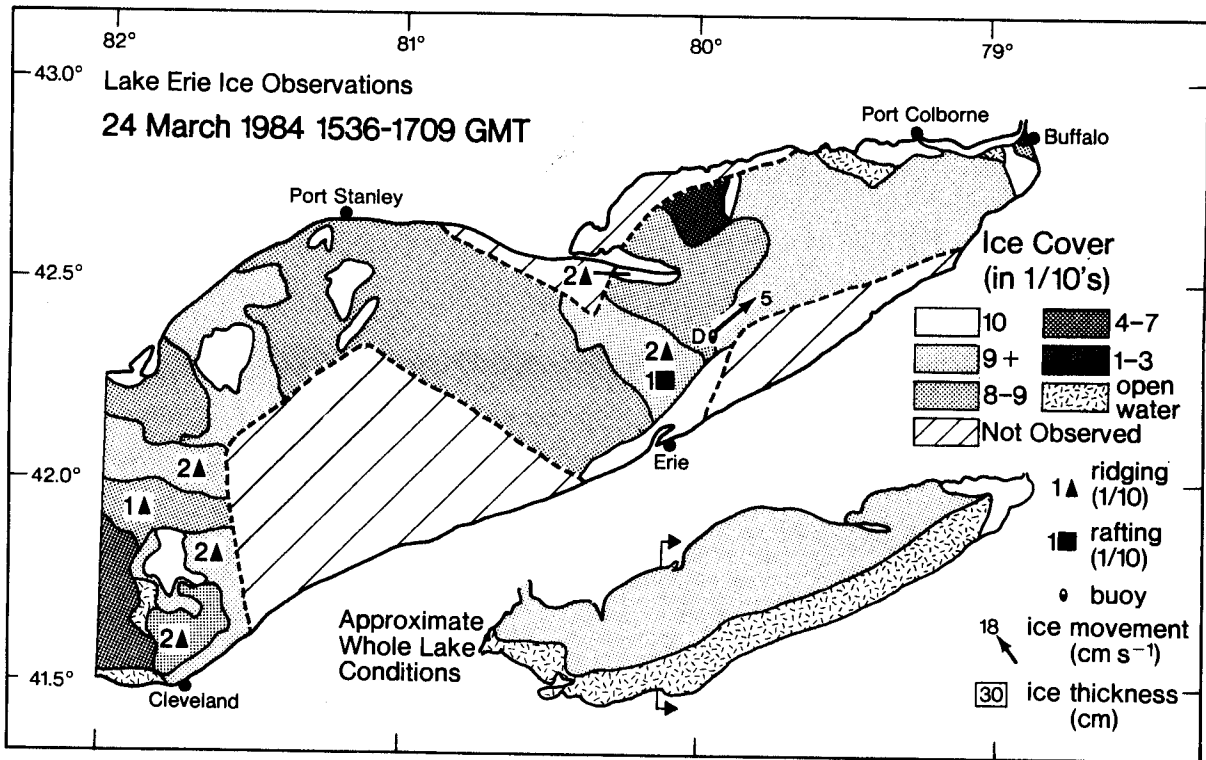 82°
81°
80°
79°
43.0°
Lake Erie Ice Observations
24 March 1984 1536-1709 GMT
Port Colborne
Buffalo
Port Stanley
42.5°
2
5
D
2
1
Ice Cover
(in 1/10's)
10
4-7
9 +
1-3
8-9
open
water
Not Observed
Erie
42.0°
2
1
2
2
1
ridging
(1/10)
1
rafting
(1/10)
buoy
18
ice movement
(cm s⁻¹)
30
ice thickness
(cm)
Approximate
Whole Lake
Conditions
41.5°
Cleveland